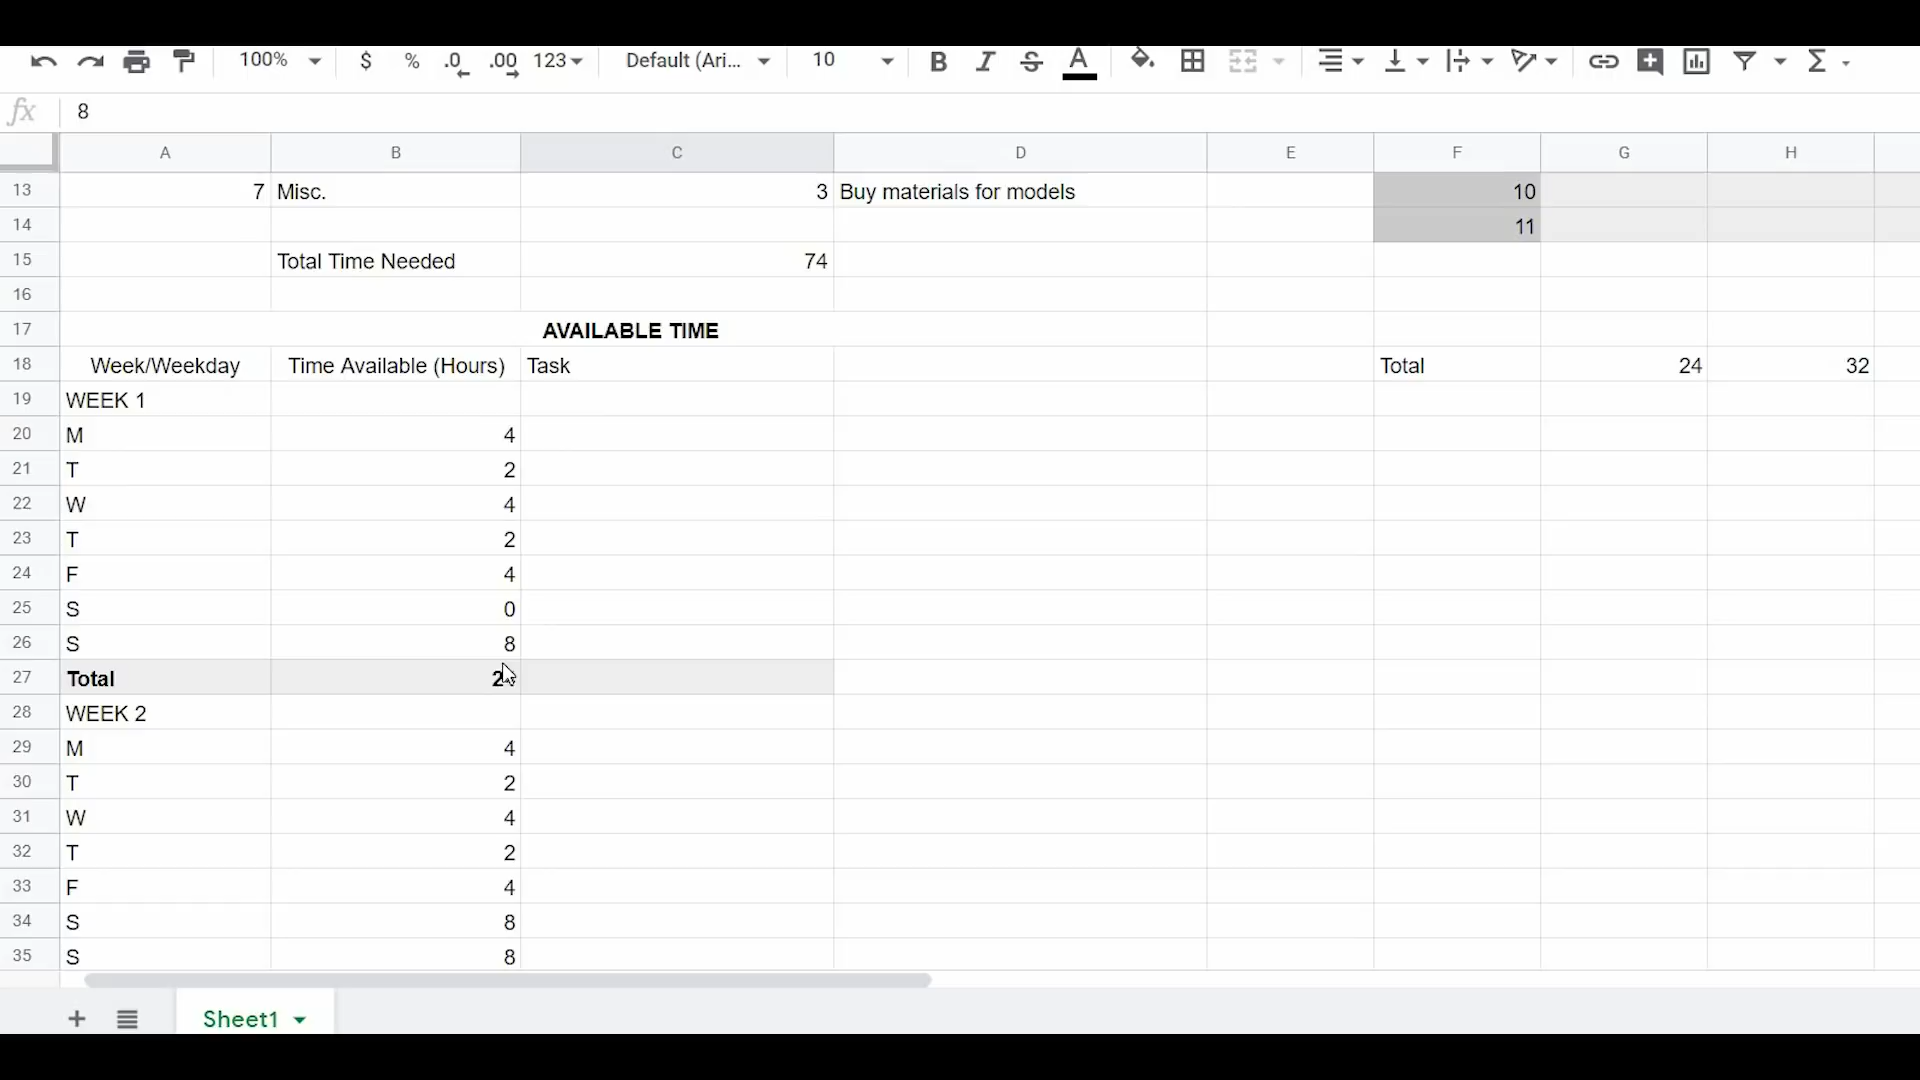 100% $ % .0 .00 123 Default (Ari... 10 B I S A
fx 8
A B C D E F G H
13 7 Misc. 3 Buy materials for models 10
14 11
15 Total Time Needed 74
16
17 AVAILABLE TIME
18 Week/Weekday Time Available (Hours) Task Total 24 32
19 WEEK 1
20 M 4
21 T 2
22 W 4
23 T 2
24 F 4
25 S 0
26 S 8
27 Total
28 WEEK 2
29 M 4
30 T 2
31 W 4
32 T 2
33 F 4
34 S 8
35 S 8
Sheet1